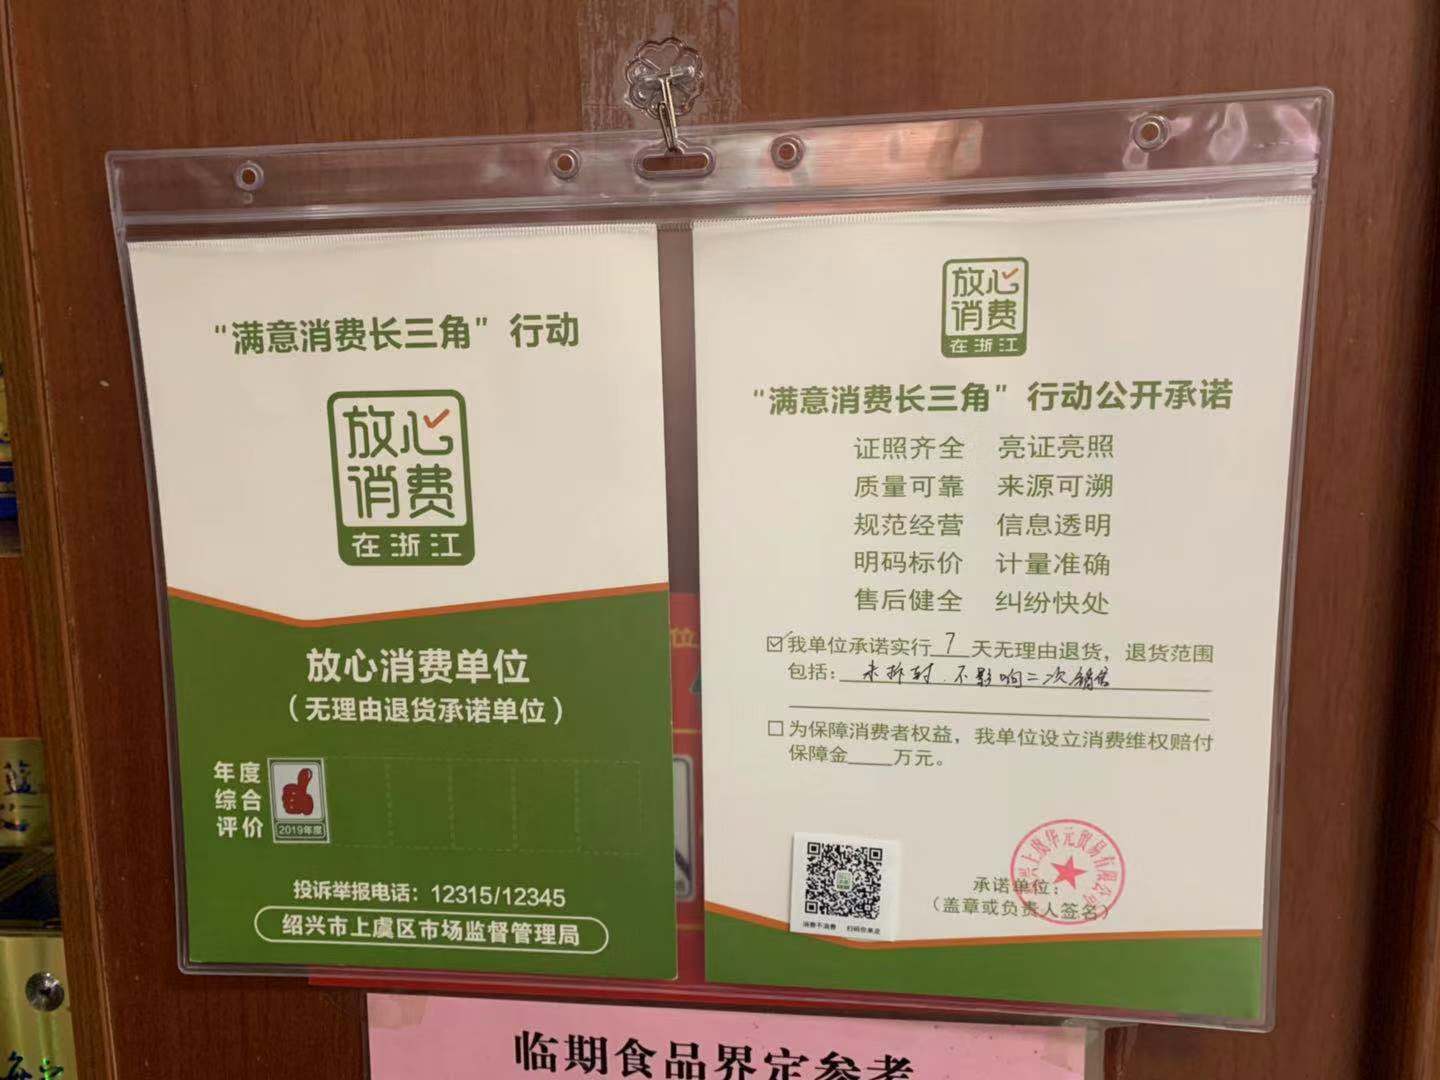 “满意消费长三角”行动
放心
消费
在浙江
放心消费单位
（无理由退货承诺单位）
年度
综合
评价
2019年度
投诉举报电话：12315/12345
绍兴市上虞区市场监督管理局
放心
消费
在浙江
“满意消费长三角”行动公开承诺
证照齐全 亮证亮照
质量可靠 来源可溯
规范经营 信息透明
明码标价 计量准确
售后健全 纠纷快处
☑我单位承诺实行7天无理由退货，退货范围
包括：未拆封.不影响二次销售
□为保障消费者权益，我单位设立消费维权赔付
保障金____万元。
上虞华元贸易有限公司
承诺单位：
（盖章或负责人签名）
临期食品界定参考